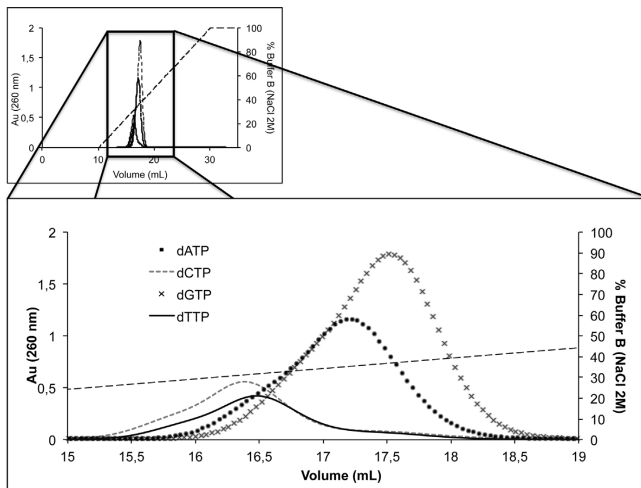 2
1,5
1
0,5
0
Au (260 nm)
0 10 20 30
Volume (mL)
100
80
60
40
20
0
% Buffer B (NaCl 2M)
2
1,5
1
0,5
0
Au (260 nm)
dATP
dCTP
dGTP
dTTP
100
90
80
70
60
50
40
30
20
10
0
% Buffer B (NaCl 2M)
15 15,5 16 16,5 17 17,5 18 18,5 19
Volume (mL)